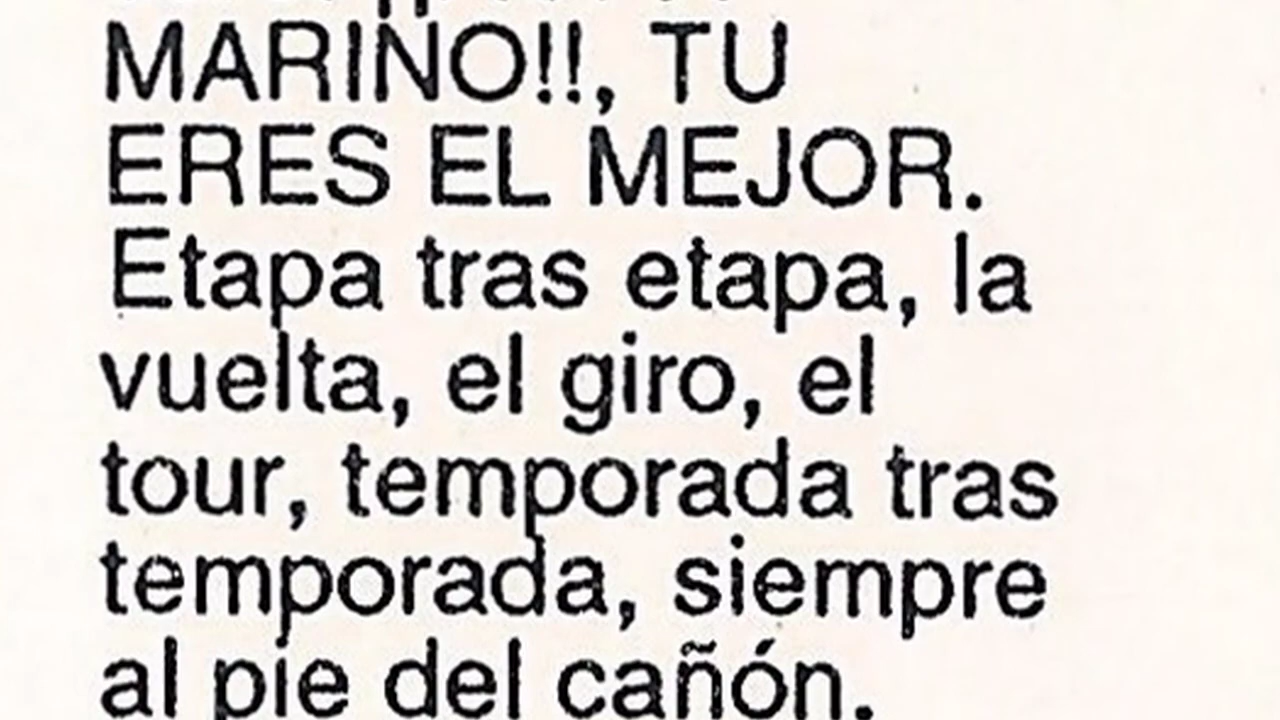 MARINO!!, TU
ERES EL MEJOR.
Etapa tras etapa, la
vuelta, el giro, el
tour, temporada tras
temporada, siempre
al pie del cañón.